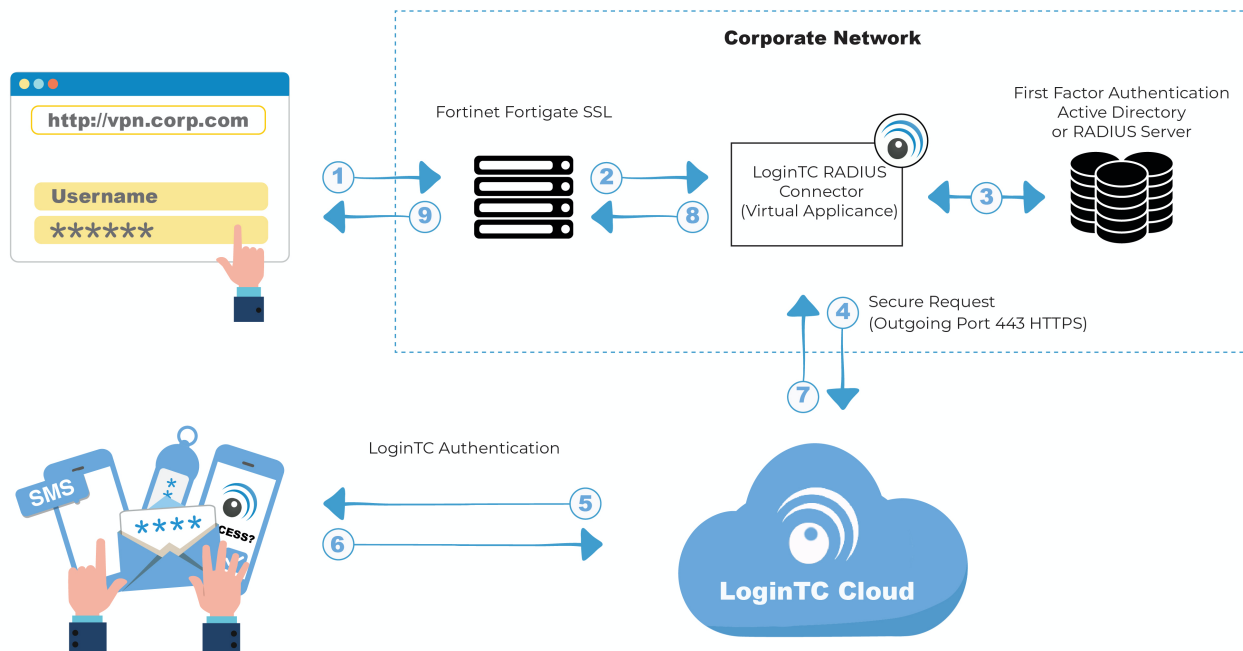 Corporate Network
http://vpn.corp.com
Username
******
1
9
Fortinet Fortigate SSL
2
8
LoginTC RADIUS
Connector
(Virtual Applicance)
3
First Factor Authentication
Active Directory
or RADIUS Server
4
Secure Request
(Outgoing Port 443 HTTPS)
7
LoginTC Authentication
5
6
SMS
*
*
****
CESS?
LoginTC Cloud